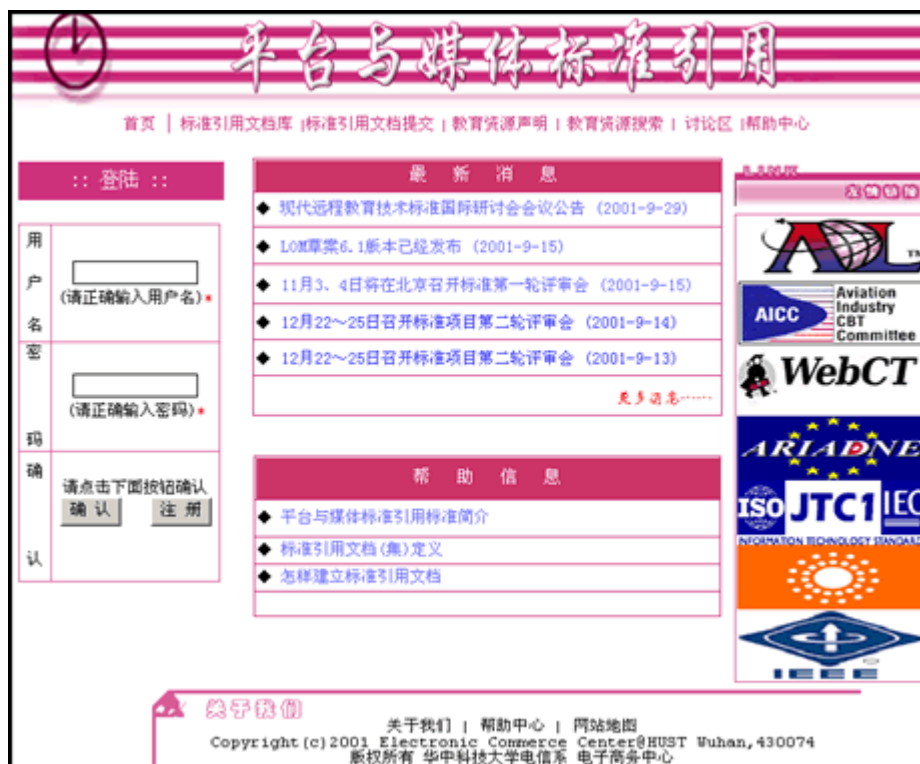 平台与媒体标准引用
首页 | 标准引用文档库 |标准引用文档提交 | 教育资源声明 | 教育资源搜索 | 讨论区 |帮助中心
:: 登陆 ::
用户名
(请正确输入用户名)*
密码
(请正确输入密码)*
确认
请点击下面按钮确认
确 认 注 册
最 新 消 息
◆ 现代远程教育技术标准国际研讨会会议公告 (2001-9-29)
◆ LOM草案6.1版本已经发布 (2001-9-15)
◆ 11月3、4日将在北京召开标准第一轮评审会 (2001-9-15)
◆ 12月22～25日召开标准项目第二轮评审会 (2001-9-14)
◆ 12月22～25日召开标准项目第二轮评审会 (2001-9-13)
更多消息……
帮 助 信 息
◆ 平台与媒体标准引用标准简介
◆ 标准引用文档(集)定义
◆ 怎样建立标准引用文档
友情链接
ADL TM
AICC
Aviation
Industry
CBT
Committee
WebCT
ARIADNE
ISO JTC1 IEC
INFORMATION TECHNOLOGY STANDARDS
IEEE
关于我们
关于我们 | 帮助中心 | 网站地图
Copyright(c)2001 Electronic Commerce Center@HUST Wuhan,430074
版权所有 华中科技大学电信系 电子商务中心